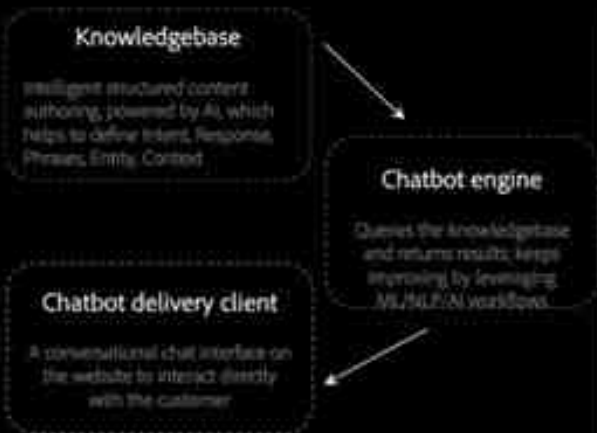 Knowledgebase
Intelligent structured content
authoring, powered by AI, which
helps to define Intent, Response,
Phrases, Entity, Context
Chatbot engine
Queries the knowledgebase
and returns results, keeps
improving by leveraging
ML/NLP/AI workflows
Chatbot delivery client
A conversational chat interface on
the website to interact directly
with the customer